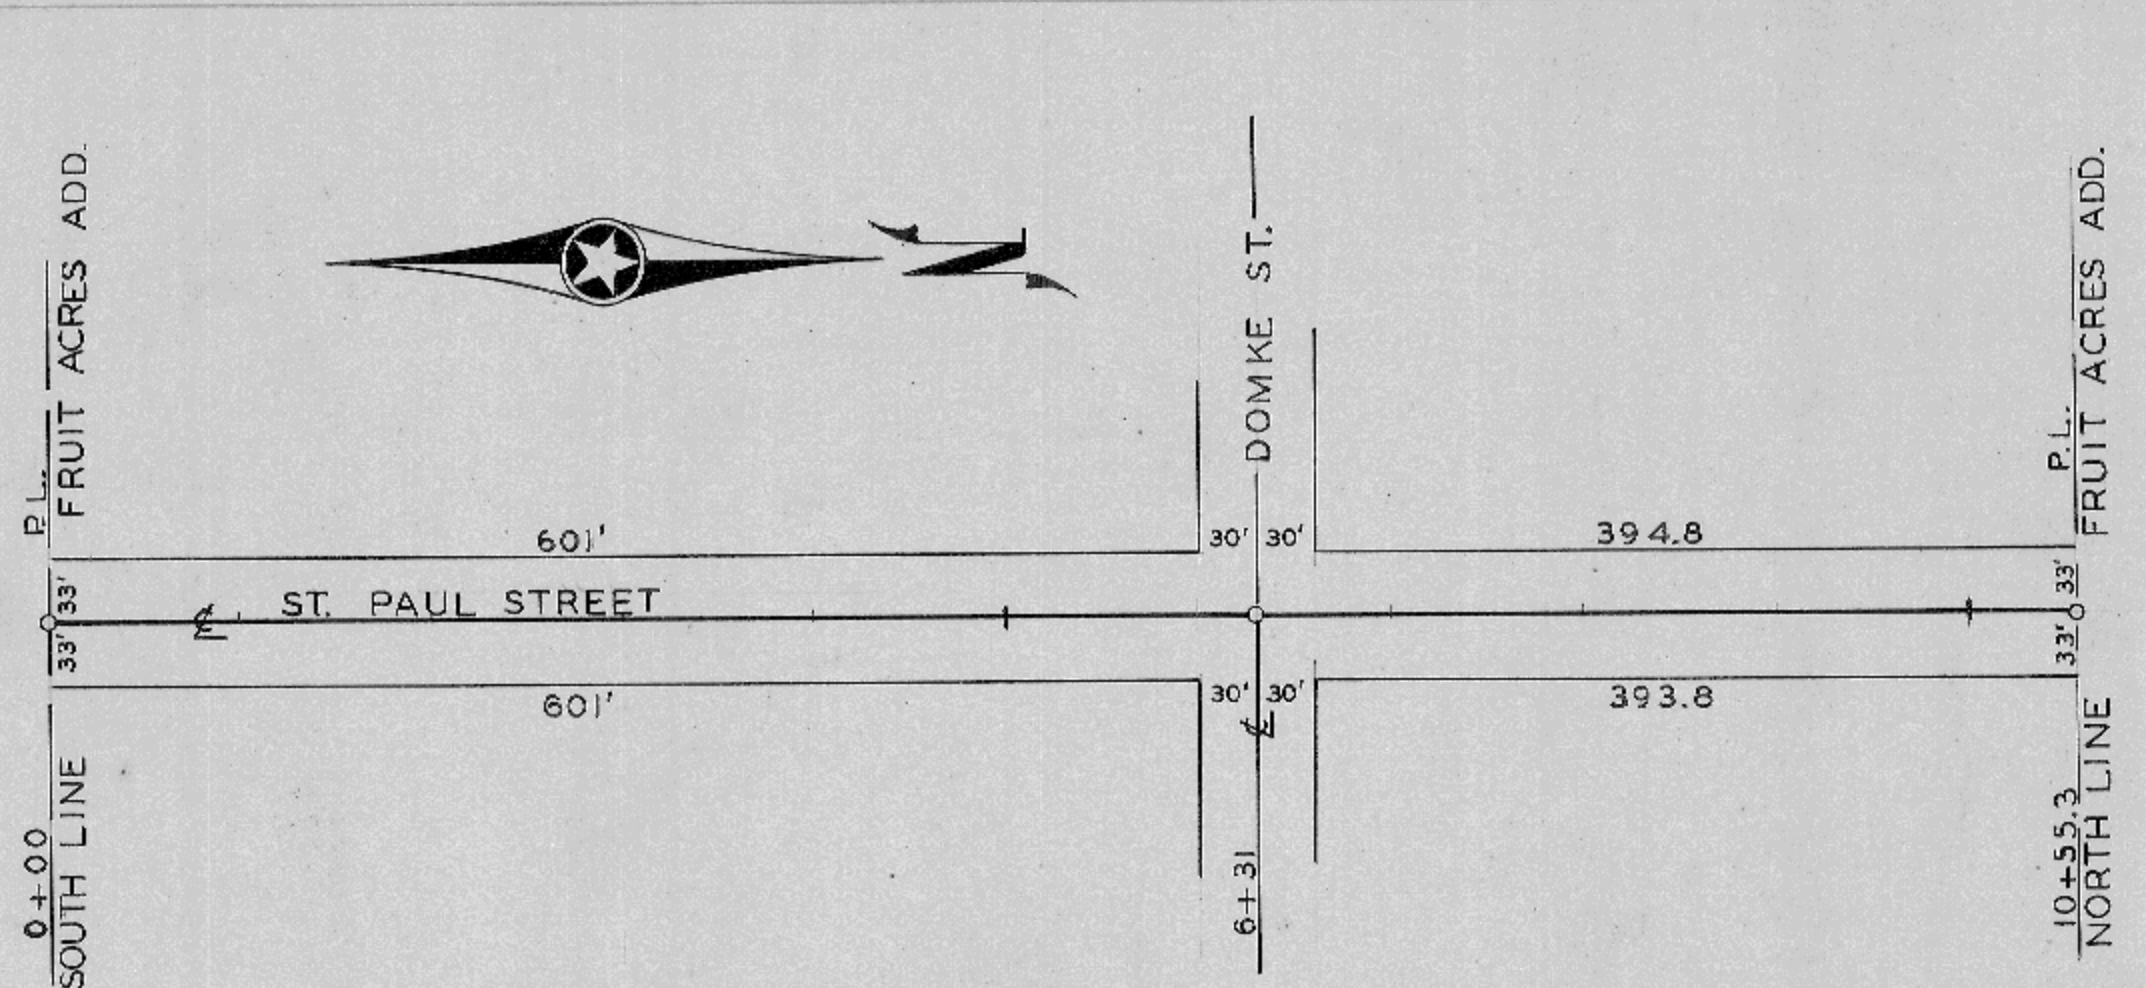 P.L.
FRUIT ACRES ADD.
N
DOMKE ST.
P.L.
FRUIT ACRES ADD.
601'
30' 30'
394.8
33'
ST. PAUL STREET
33'
℄
33'
33'
601'
30' 30'
393.8
℄
0+00
SOUTH LINE
6+31
10+55.3
NORTH LINE